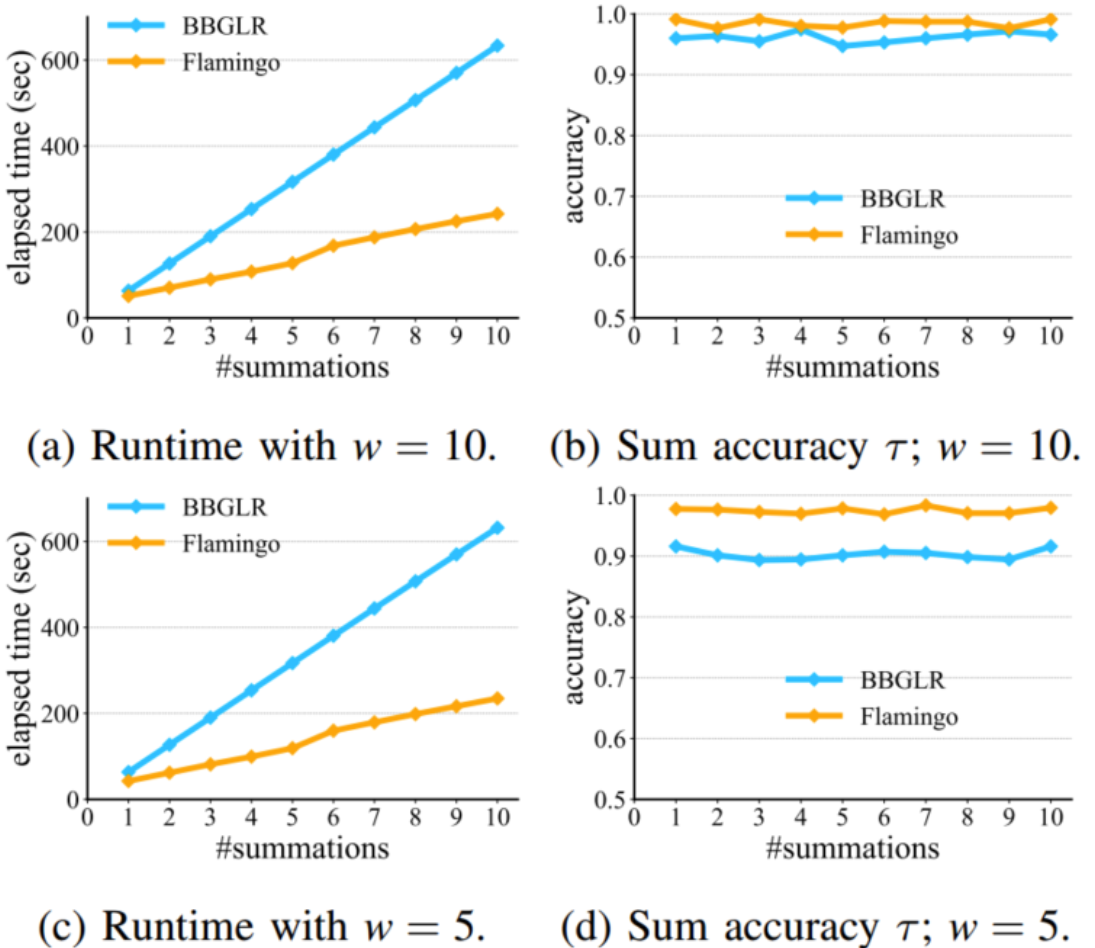 BBGLR
Flamingo
elapsed time (sec)
600
400
200
0
0 1 2 3 4 5 6 7 8 9 10
#summations
(a) Runtime with w = 10.
1.0
0.9
0.8
0.7
0.6
0.5
accuracy
BBGLR
Flamingo
0 1 2 3 4 5 6 7 8 9 10
#summations
(b) Sum accuracy τ; w = 10.
BBGLR
Flamingo
elapsed time (sec)
600
400
200
0
0 1 2 3 4 5 6 7 8 9 10
#summations
(c) Runtime with w = 5.
1.0
0.9
0.8
0.7
0.6
0.5
accuracy
BBGLR
Flamingo
0 1 2 3 4 5 6 7 8 9 10
#summations
(d) Sum accuracy τ; w = 5.